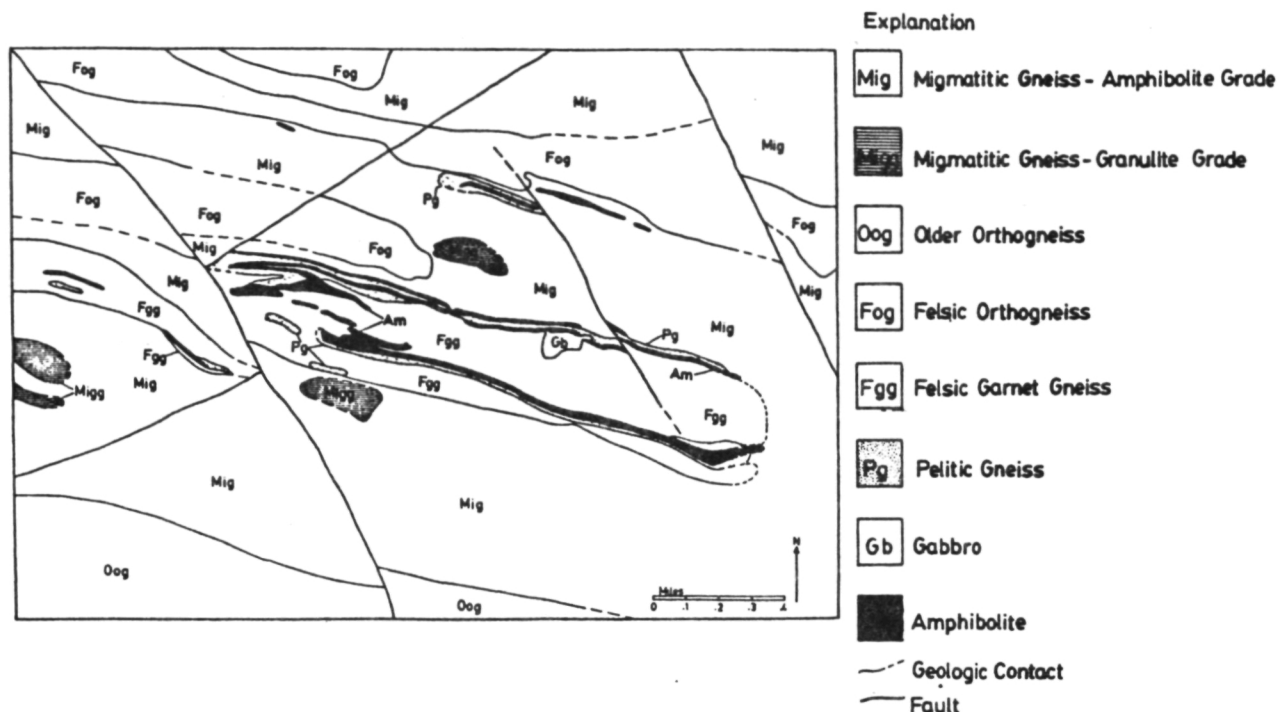 Explanation
Mig Migmatitic Gneiss - Amphibolite Grade
Migg Migmatitic Gneiss - Granulite Grade
Oog Older Orthogneiss
Fog Felsic Orthogneiss
Fgg Felsic Garnet Gneiss
Pg Pelitic Gneiss
Gb Gabbro
Amphibolite
Geologic Contact
Fault
Fog
Fog
Mig
Mig
Mig
Mig
Mig
Fog
Pg
Fog
Fog
Fog
Fog
Mig
Mig
Mig
Mig
Mig
Fgg
Am
Fgg
Gb
Pg
Mig
Pg
Fgg
Am
Migg
Mig
Fgg
Migg
Fgg
Mig
Mig
Oog
Oog
N
Miles
0 .1 .2 .3 .4